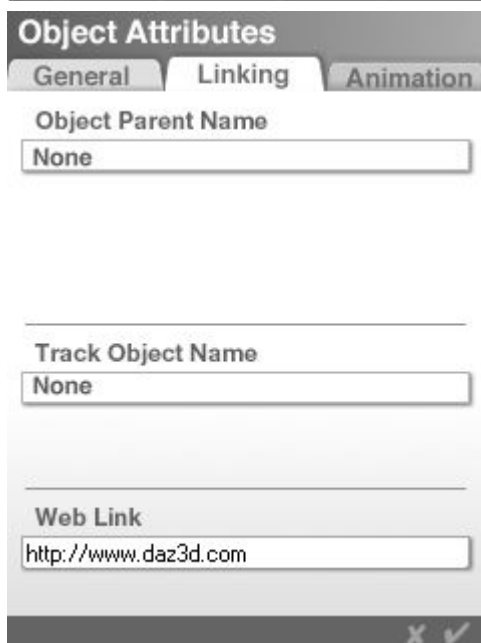 Object Attributes
General Linking Animation
Object Parent Name
None
Track Object Name
None
Web Link
http://www.daz3d.com